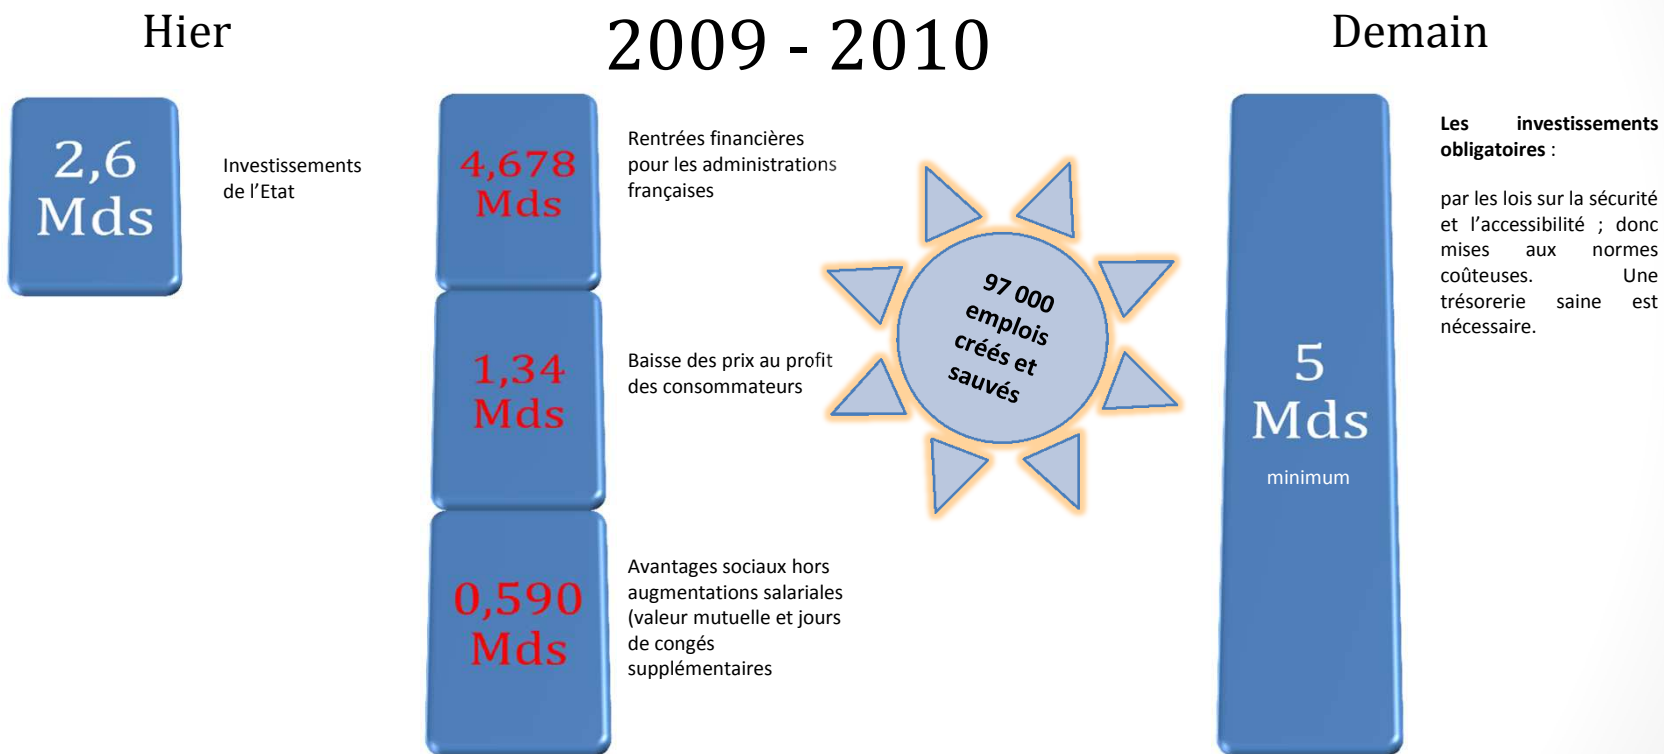 Hier
2,6
Mds
Investissements
de l'Etat
2009 - 2010
4,678
Mds
Rentrées financières
pour les administrations
françaises
1,34
Mds
Baisse des prix au profit
des consommateurs
0,590
Mds
Avantages sociaux hors
augmentations salariales
(valeur mutuelle et jours
de congés
supplémentaires
97 000
emplois
créés et
sauvés
Demain
5
Mds
minimum
Les investissements
obligatoires :
par les lois sur la sécurité
et l'accessibilité ; donc
mises aux normes
coûteuses. Une
trésorerie saine est
nécessaire.